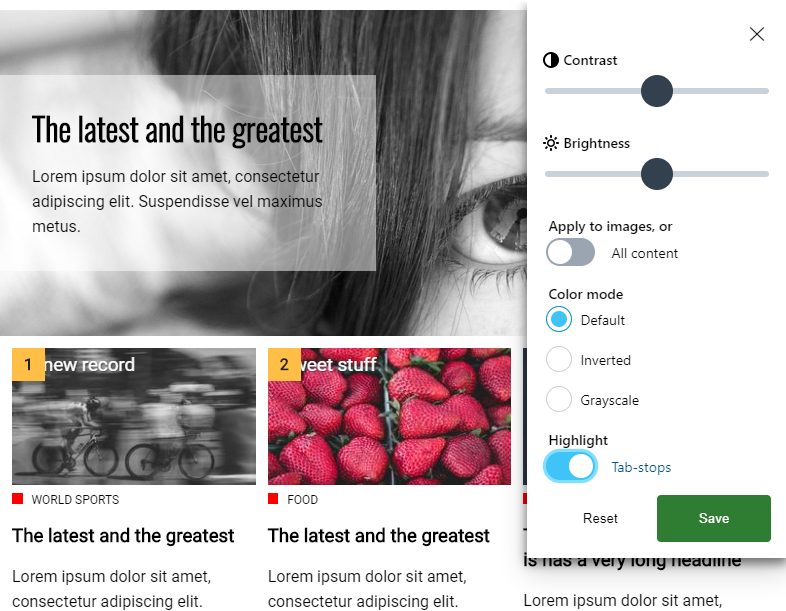 The latest and the greatest
Lorem ipsum dolor sit amet, consectetur
adipiscing elit. Suspendisse vel maximus
metus.
1
new record
WORLD SPORTS
The latest and the greatest
Lorem ipsum dolor sit amet,
consectetur adipiscing elit.
2
weet stuff
FOOD
The latest and the greatest
Lorem ipsum dolor sit amet,
consectetur adipiscing elit.
is has a very long headline
Lorem ipsum dolor sit amet,
Contrast
Brightness
Apply to images, or
All content
Color mode
Default
Inverted
Grayscale
Highlight
Tab-stops
Reset
Save